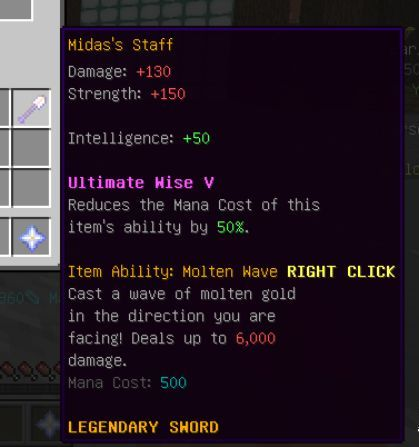 Midas's Staff
Damage: +130
Strength: +150
Intelligence: +50
Ultimate Wise V
Reduces the Mana Cost of this
item's ability by 50%.
Item Ability: Molten Wave RIGHT CLICK
Cast a wave of molten gold
in the direction you are
facing! Deals up to 6,000
damage.
Mana Cost: 500
LEGENDARY SWORD